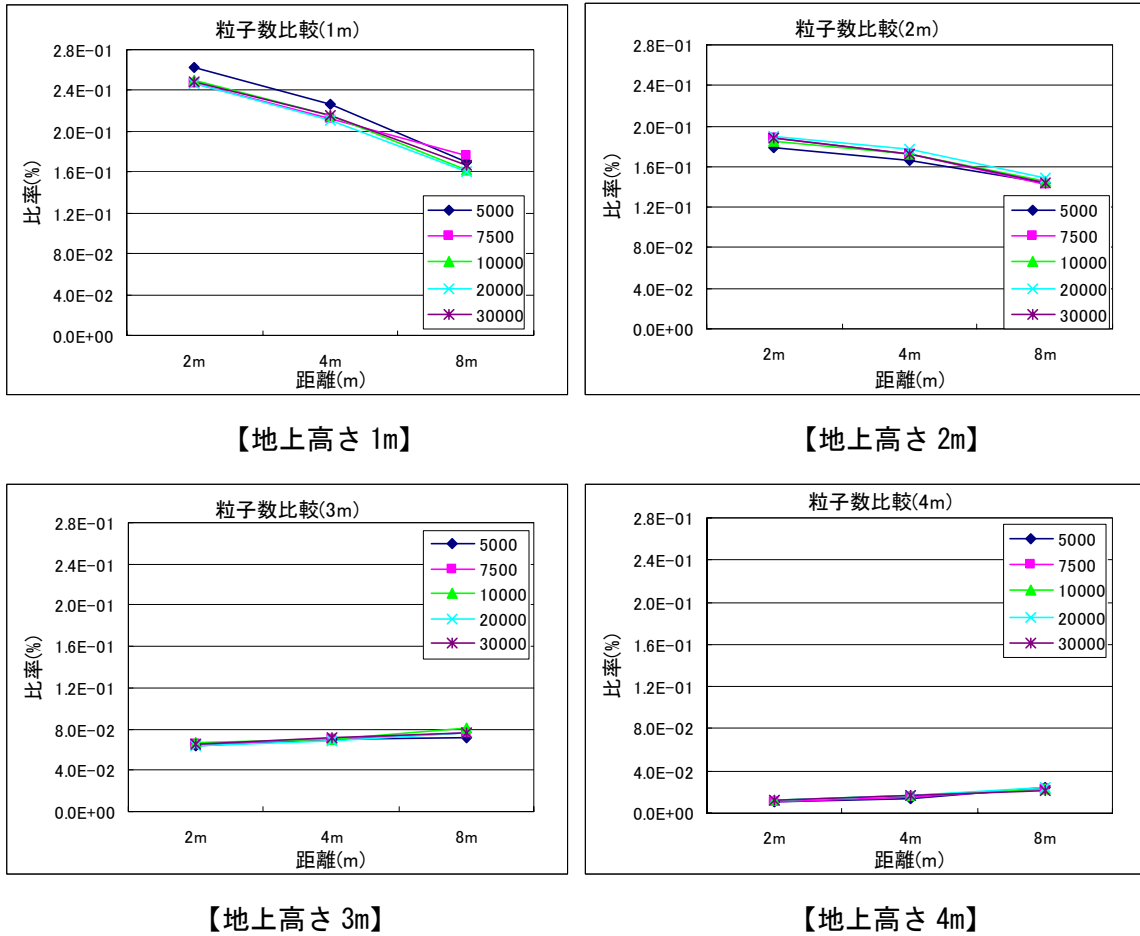 粒子数比較(1m)
2.8E-01
2.4E-01
2.0E-01
1.6E-01
1.2E-01
8.0E-02
4.0E-02
0.0E+00
比率(%)
2m 4m 8m
距離(m)
5000
7500
10000
20000
30000
【地上高さ 1m】
粒子数比較(2m)
2.8E-01
2.4E-01
2.0E-01
1.6E-01
1.2E-01
8.0E-02
4.0E-02
0.0E+00
比率(%)
2m 4m 8m
距離(m)
5000
7500
10000
20000
30000
【地上高さ 2m】
粒子数比較(3m)
2.8E-01
2.4E-01
2.0E-01
1.6E-01
1.2E-01
8.0E-02
4.0E-02
0.0E+00
比率(%)
2m 4m 8m
距離(m)
5000
7500
10000
20000
30000
【地上高さ 3m】
粒子数比較(4m)
2.8E-01
2.4E-01
2.0E-01
1.6E-01
1.2E-01
8.0E-02
4.0E-02
0.0E+00
比率(%)
2m 4m 8m
距離(m)
5000
7500
10000
20000
30000
【地上高さ 4m】